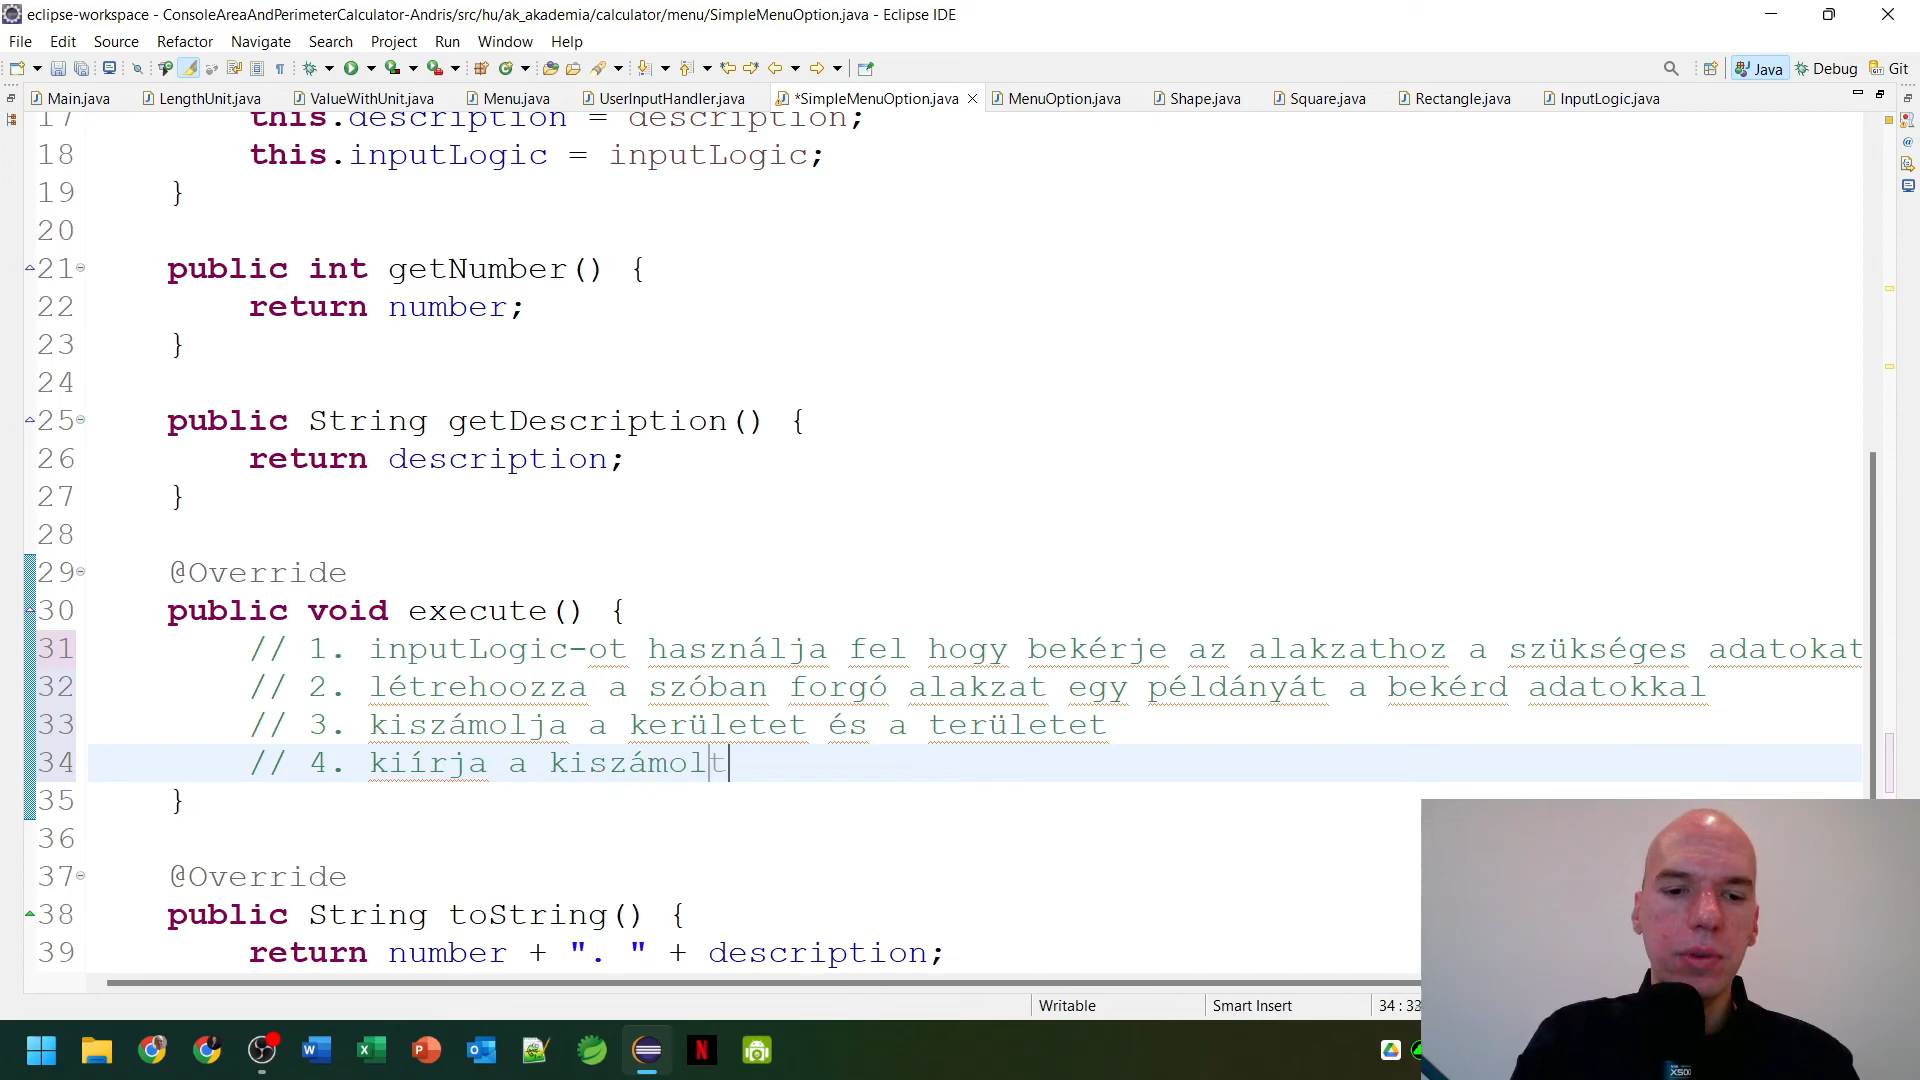 eclipse-workspace - ConsoleAreaAndPerimeterCalculator-Andris/src/hu/ak_akademia/calculator/menu/SimpleMenuOption.java - Eclipse IDE
File Edit Source Refactor Navigate Search Project Run Window Help
Java Debug Git
Main.java LengthUnit.java ValueWithUnit.java Menu.java UserInputHandler.java *SimpleMenuOption.java MenuOption.java Shape.java Square.java Rectangle.java InputLogic.java
17 this.description = description;
18 this.inputLogic = inputLogic;
19 }
20
21 public int getNumber() {
22 return number;
23 }
24
25 public String getDescription() {
26 return description;
27 }
28
29 @Override
30 public void execute() {
31 // 1. inputLogic-ot használja fel hogy bekérje az alakzathoz a szükséges adatokat
32 // 2. létrehoozza a szóban forgó alakzat egy példányát a bekérd adatokkal
33 // 3. kiszámolja a kerületet és a területet
34 // 4. kiírja a kiszámolt
35 }
36
37 @Override
38 public String toString() {
39 return number + ". " + description;
Writable Smart Insert 34 : 33